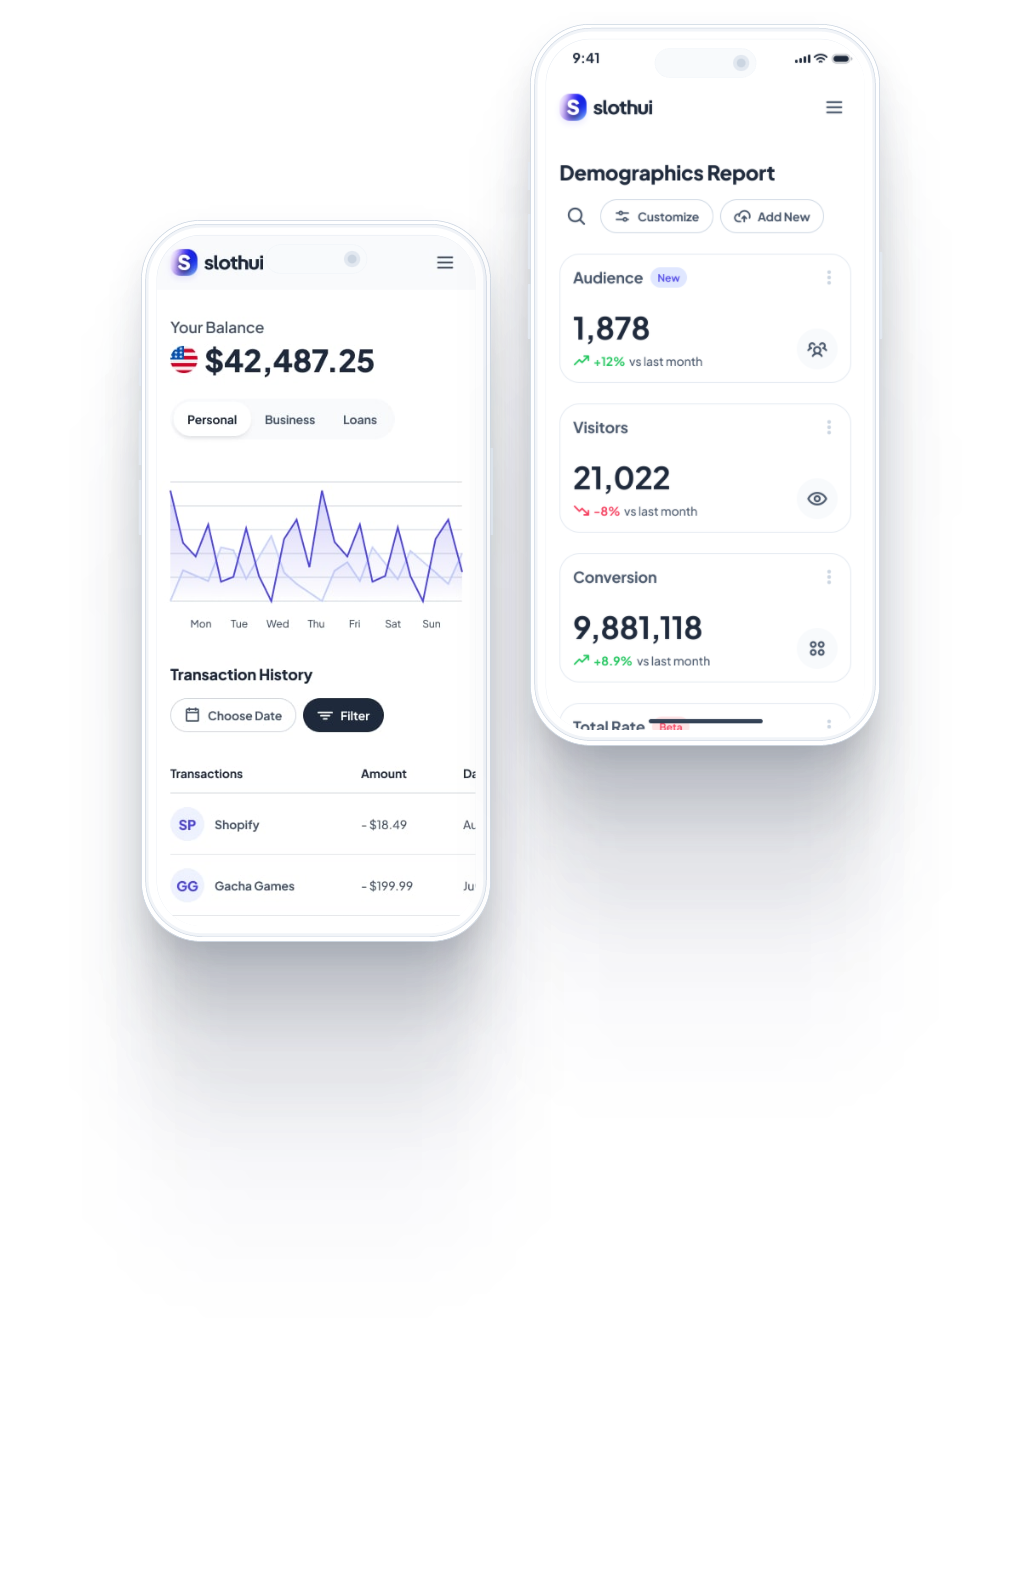 slothui
Your Balance
$42,487.25
Personal Business Loans
Mon Tue Wed Thu Fri Sat Sun
Transaction History
Choose Date Filter
Transactions Amount
SP Shopify - $18.49
GG Gacha Games - $199.99
9:41
S slothui
Demographics Report
Customize Add New
Audience New
1,878
+12% vs last month
Visitors
21,022
-8% vs last month
Conversion
9,881,118
+8.9% vs last month
Total Rate Beta